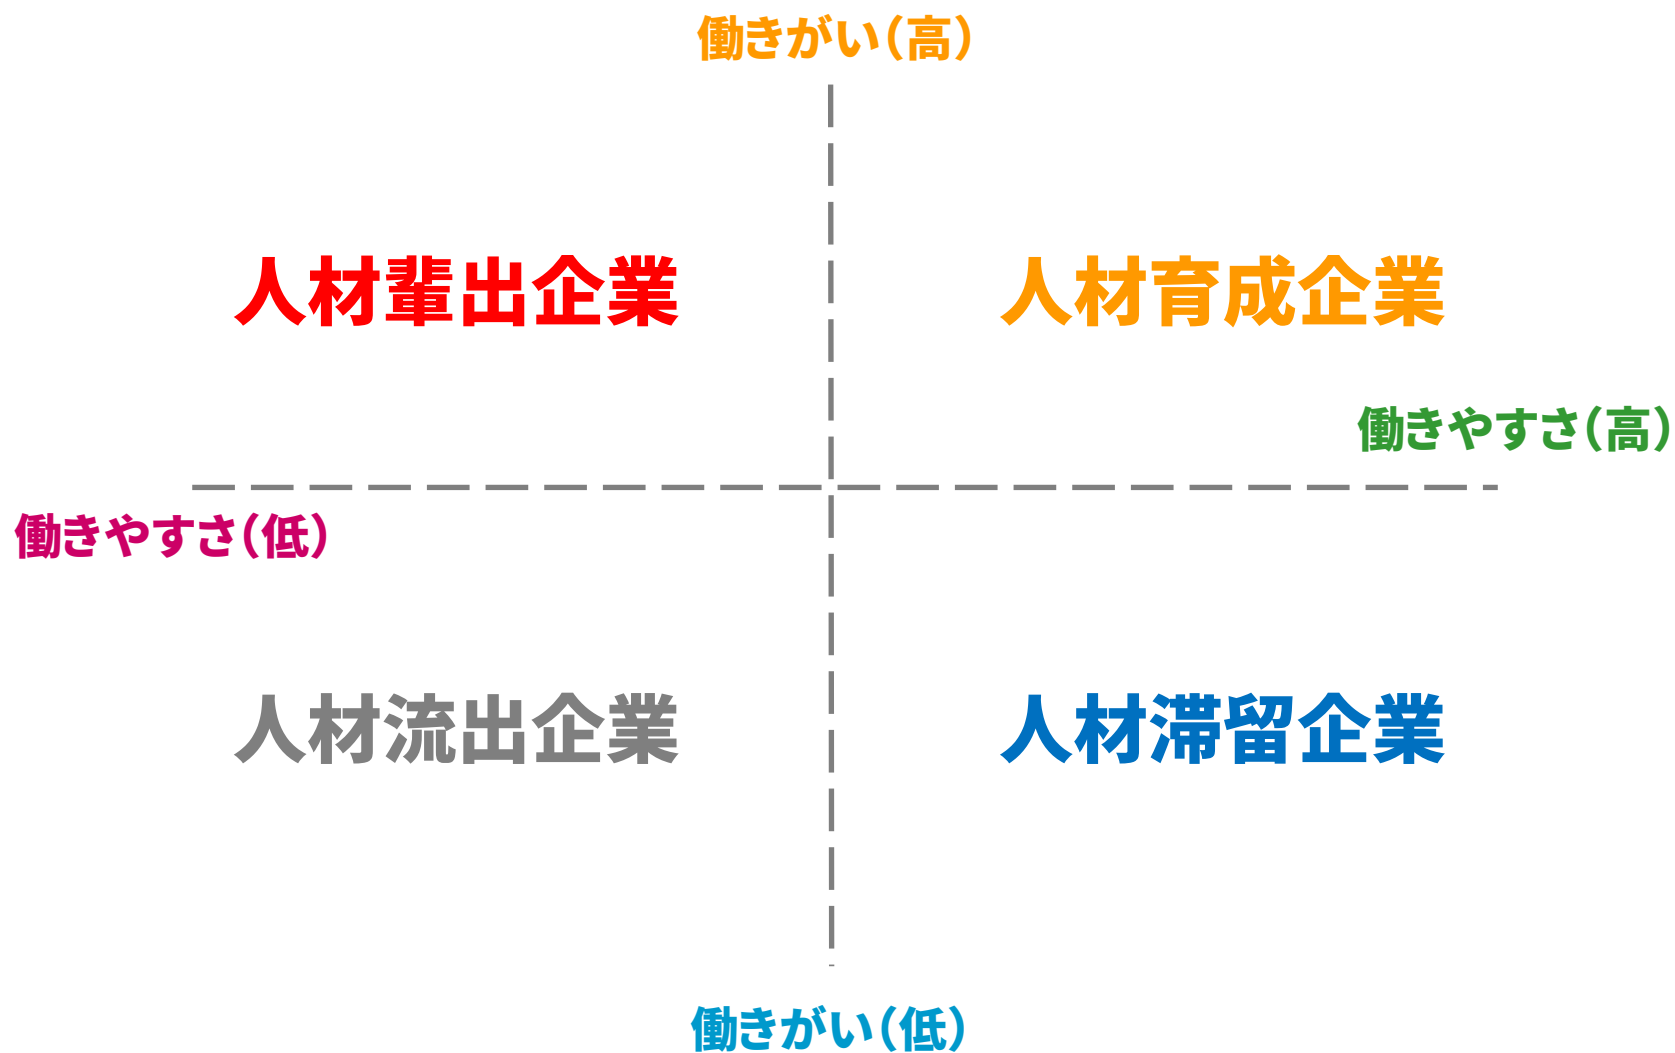 働きがい（高）
人材輩出企業
人材育成企業
働きやすさ（高）
働きやすさ（低）
人材流出企業
人材滞留企業
働きがい（低）